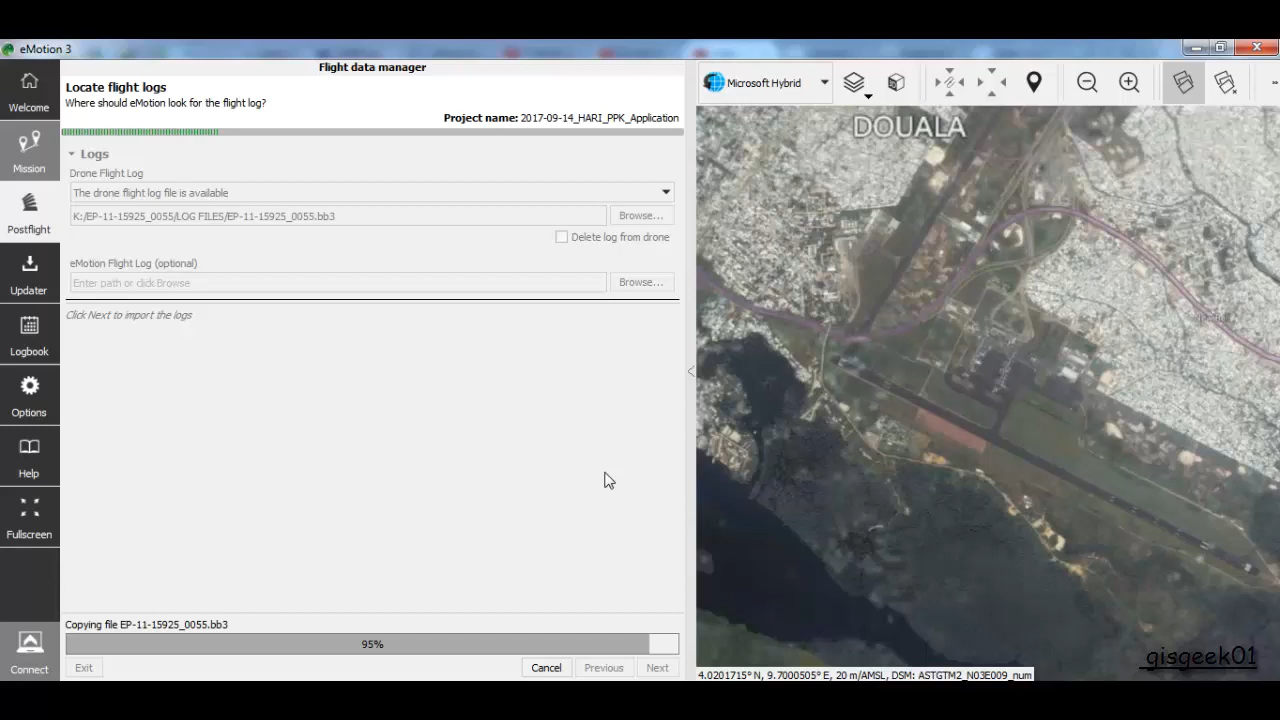 eMotion 3
Flight data manager
Welcome
Mission
Postflight
Updater
Logbook
Options
Help
Fullscreen
Connect
Locate flight logs
Where should eMotion look for the flight log?
Project name: 2017-09-14_HARI_PPK_Application
Logs
Drone Flight Log
The drone flight log file is available
K:/EP-11-15925_0055/LOG FILES/EP-11-15925_0055.bb3
Browse...
Delete log from drone
eMotion Flight Log (optional)
Enter path or click Browse
Browse...
Click Next to import the logs
Copying file EP-11-15925_0055.bb3
95%
Exit
Cancel
Previous
Next
Microsoft Hybrid
DOUALA
4.0201715° N, 9.7000505° E, 20 m/AMSL, DSM: ASTGTM2_N03E009_num
gisgeek01